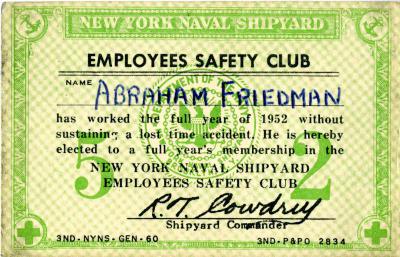 NEW YORK NAVAL SHIPYARD
EMPLOYEES SAFETY CLUB
NAME ABRAHAM FRIEDMAN
has worked the full year of 1952 without
sustaining a lost time accident. He is hereby
elected to a full year's membership in the
NEW YORK NAVAL SHIPYARD
EMPLOYEES SAFETY CLUB
5 2
R.T. Cowdrey
Shipyard Commander
3ND-NYNS-GEN-60 3ND-P&PO 2834